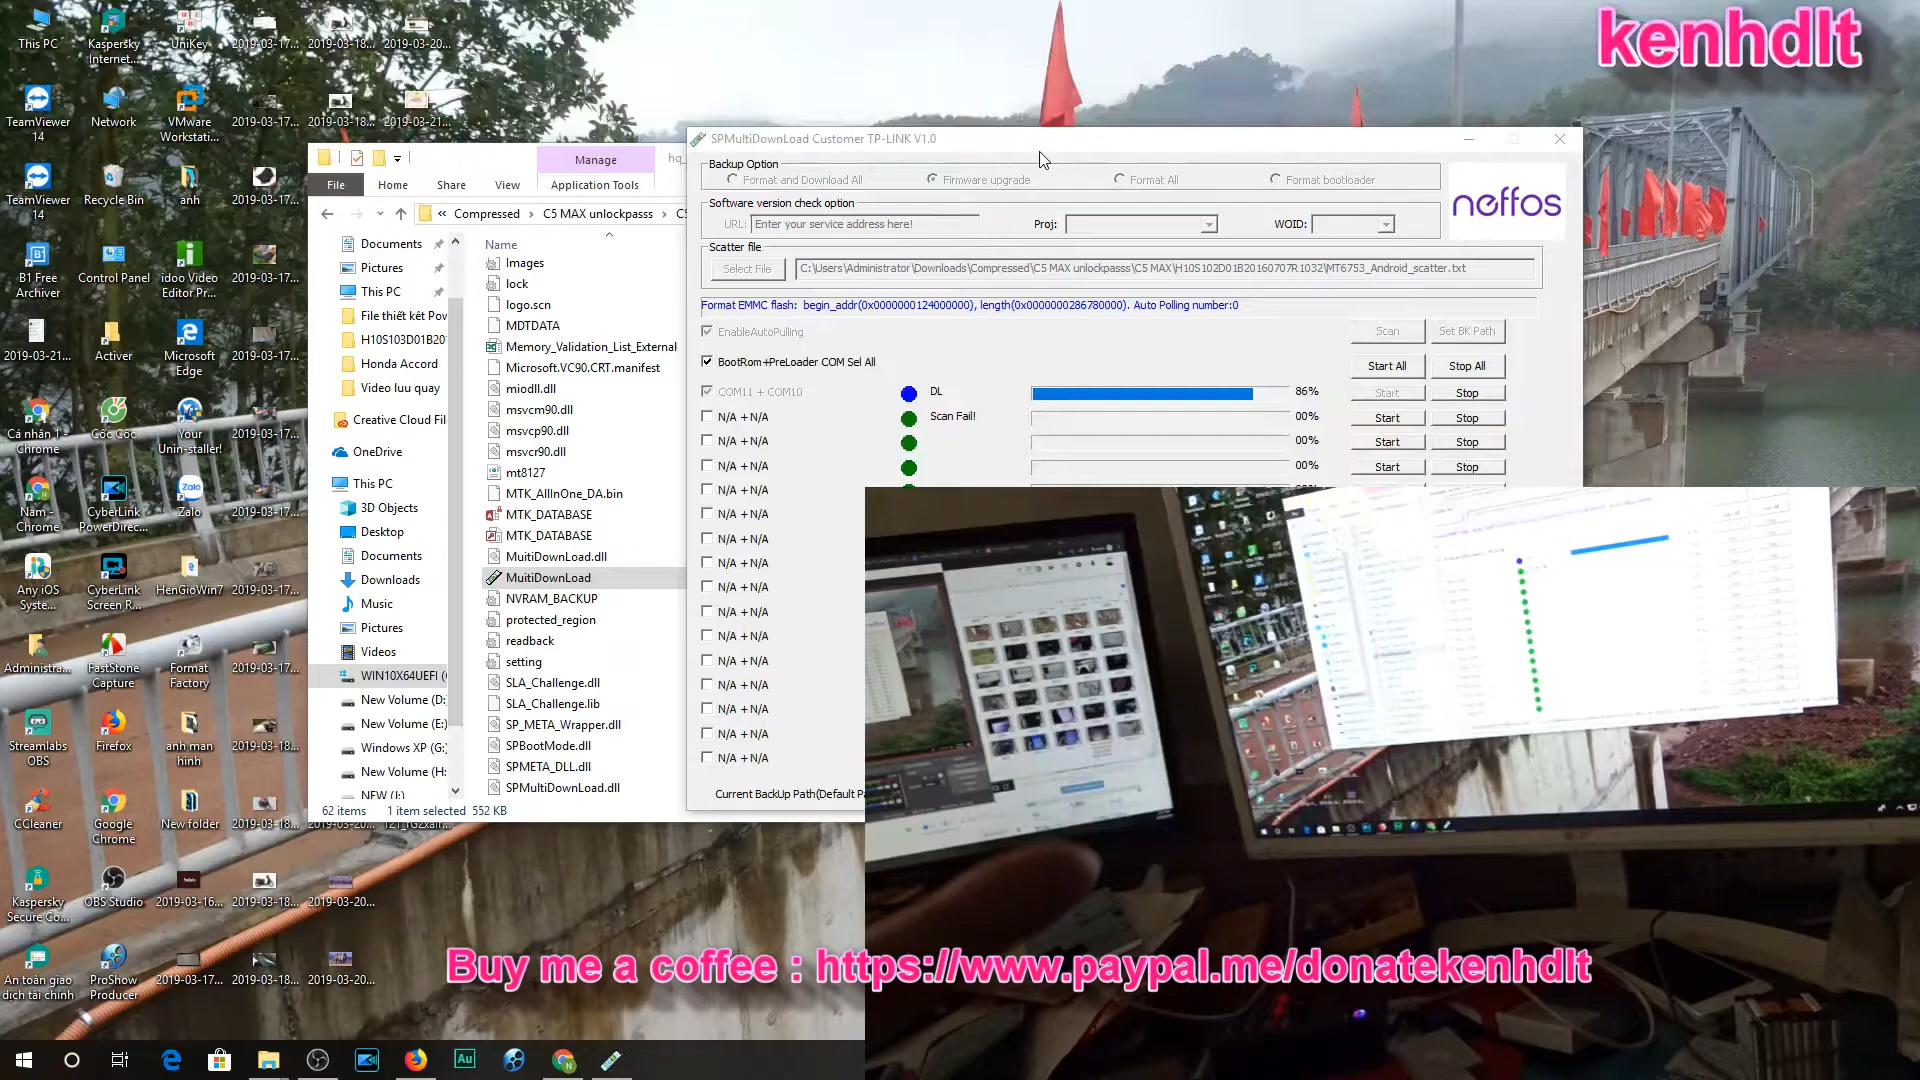 kenhdlt
This PC
Kaspersky Internet...
UniKey
2019-03-17...
2019-03-18...
2019-03-20...
TeamViewer 14
Network
VMware Workstati...
2019-03-17...
2019-03-18...
2019-03-21...
TeamViewer 14
Recycle Bin
anh
2019-03-17...
B1 Free Archiver
Control Panel
idoo Video Editor Pr...
2019-03-17...
2019-03-21...
Activer
Microsoft Edge
2019-03-17...
Cá nhân 1 - Chrome
Cốc Cốc
Your Unin-staller!
2019-03-17...
Nam - Chrome
CyberLink PowerDirec...
Zalo
2019-03-17...
Any iOS Syste...
CyberLink Screen R...
HenGioWin7
2019-03-17...
Administra...
FastStone Capture
Format Factory
2019-03-17...
Streamlabs OBS
Firefox
anh man hinh
2019-03-18...
CCleaner
Google Chrome
New folder
2019-03-18...
2019-03-20...
Kaspersky Secure Co...
OBS Studio
2019-03-16...
2019-03-18...
2019-03-20...
An toàn giao dịch tài chính
ProShow Producer
2019-03-17...
2019-03-18...
2019-03-20...
Manage
hq_
File
Home
Share
View
Application Tools
« Compressed › C5 MAX unlockpasss ›
Documents
Pictures
This PC
File thiết kết Pow
H10S103D01B20
Honda Accord
Video luu quay
Creative Cloud Fil
OneDrive
This PC
3D Objects
Desktop
Documents
Downloads
Music
Pictures
Videos
WIN10X64UEFI (
New Volume (D:
New Volume (E:)
Windows XP (G:)
New Volume (H:
NEW (I:)
Name
Images
lock
logo.scn
MDTDATA
Memory_Validation_List_External
Microsoft.VC90.CRT.manifest
miodll.dll
msvcm90.dll
msvcp90.dll
msvcr90.dll
mt8127
MTK_AllInOne_DA.bin
MTK_DATABASE
MTK_DATABASE
MuitiDownLoad.dll
MuitiDownLoad
NVRAM_BACKUP
protected_region
readback
setting
SLA_Challenge.dll
SLA_Challenge.lib
SP_META_Wrapper.dll
SPBootMode.dll
SPMETA_DLL.dll
SPMultiDownLoad.dll
62 items
1 item selected 552 KB
SPMultiDownLoad Customer TP-LINK V1.0
Backup Option
Format and Download All
Firmware upgrade
Format All
Format bootloader
neffos
Software version check option
URL: Enter your service address here!
Proj:
WOID:
Scatter file
Select File
C:\Users\Administrator\Downloads\Compressed\C5 MAX unlockpasss\C5 MAX\H10S102D01B20160707R1032\MT6753_Android_scatter.txt
Format EMMC flash: begin_addr(0x0000000124000000), length(0x0000000286780000). Auto Polling number:0
EnableAutoPolling
Scan
Set BK Path
BootRom+PreLoader COM Sel All
Start All
Stop All
COM11 + COM10
DL
86%
Start
Stop
N/A + N/A
Scan Fail!
00%
Start
Stop
N/A + N/A
00%
Start
Stop
N/A + N/A
00%
Start
Stop
N/A + N/A
N/A + N/A
N/A + N/A
N/A + N/A
N/A + N/A
N/A + N/A
N/A + N/A
N/A + N/A
N/A + N/A
N/A + N/A
N/A + N/A
N/A + N/A
Current BackUp Path(Default Pa
Buy me a coffee : https://www.paypal.me/donatekenhdlt
Au